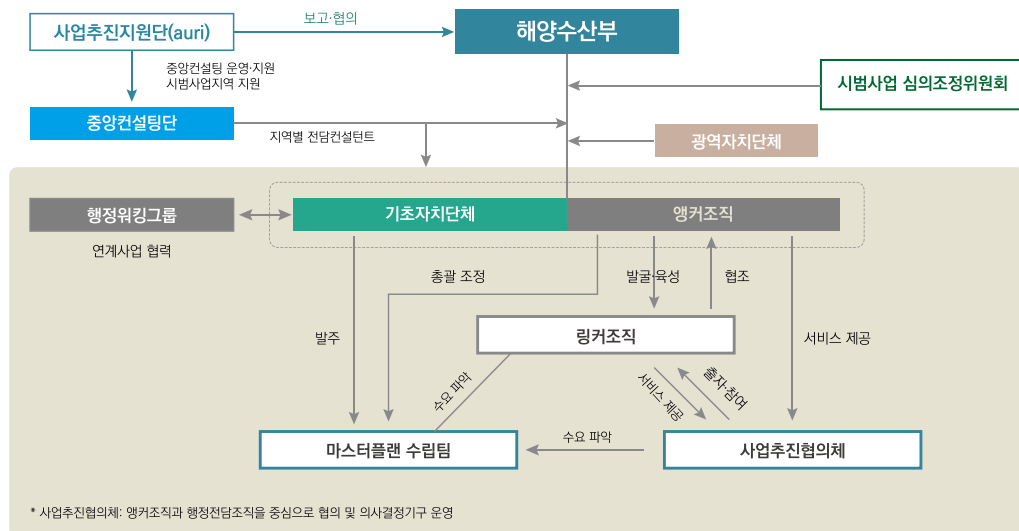 사업추진지원단(auri)
보고·협의
해양수산부
중앙컨설팅 운영·지원
시범사업지역 지원
시범사업 심의조정위원회
중앙컨설팅단
지역별 전담컨설턴트
광역자치단체
행정워킹그룹
기초자치단체
앵커조직
연계사업 협력
총괄 조정
발굴·육성
협조
발주
링커조직
서비스 제공
수요 파악
서비스 제공
출자·참여
마스터플랜 수립팀
수요 파악
사업추진협의체
* 사업추진협의체: 앵커조직과 행정전담조직을 중심으로 협의 및 의사결정기구 운영